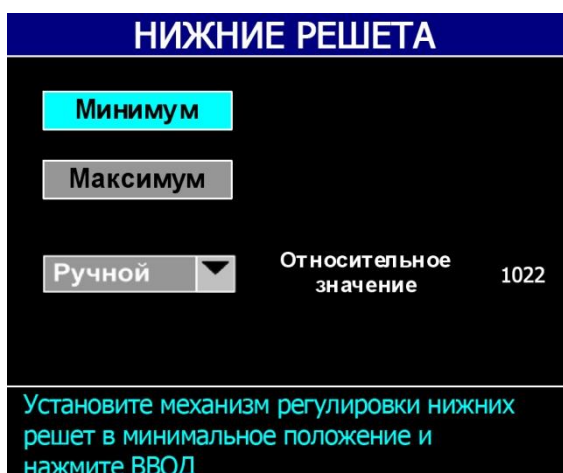 НИЖНИЕ РЕШЕТА
Минимум
Максимум
Ручной
Относительное
значение
1022
Установите механизм регулировки нижних
решет в минимальное положение и
нажмите ВВОД